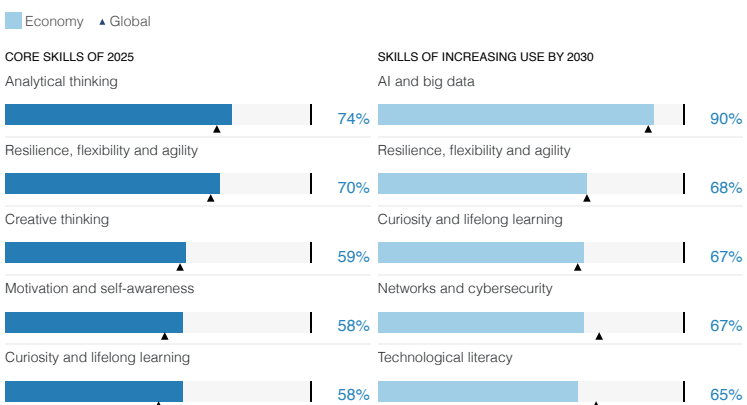 Economy Global
CORE SKILLS OF 2025
Analytical thinking
74%
Resilience, flexibility and agility
70%
Creative thinking
59%
Motivation and self-awareness
58%
Curiosity and lifelong learning
58%
SKILLS OF INCREASING USE BY 2030
AI and big data
90%
Resilience, flexibility and agility
68%
Curiosity and lifelong learning
67%
Networks and cybersecurity
67%
Technological literacy
65%